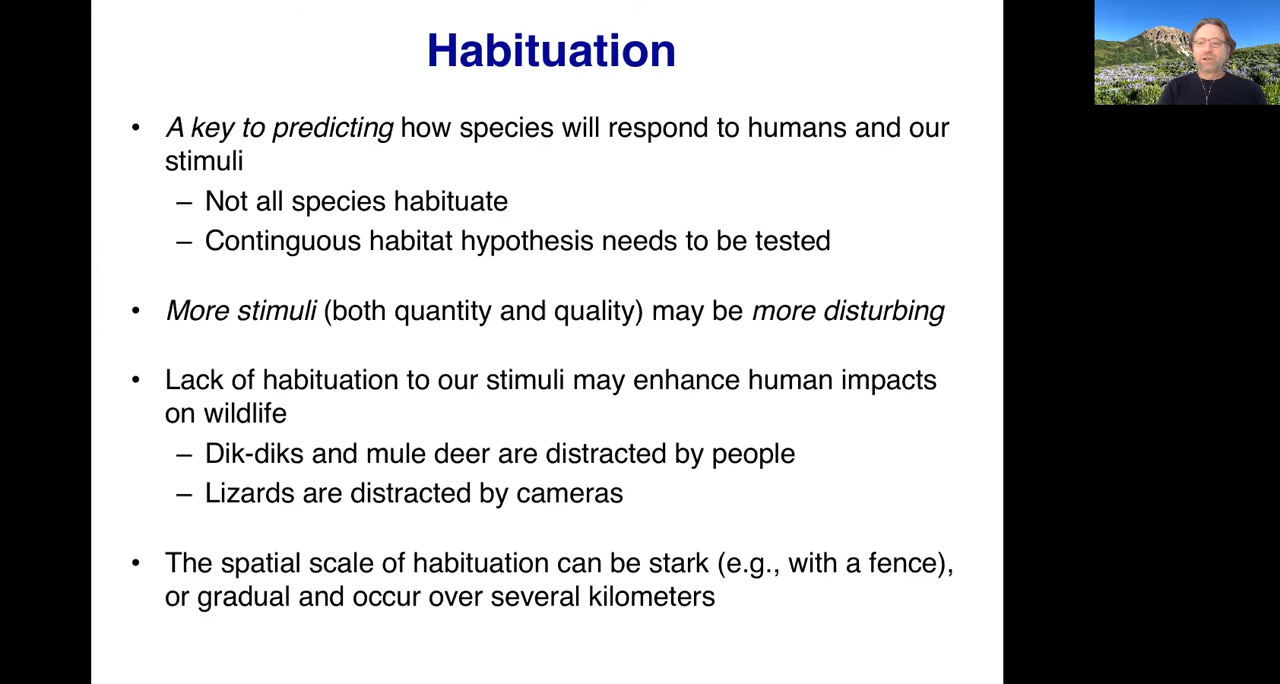 Habituation
• A key to predicting how species will respond to humans and our
stimuli
– Not all species habituate
– Continguous habitat hypothesis needs to be tested
• More stimuli (both quantity and quality) may be more disturbing
• Lack of habituation to our stimuli may enhance human impacts
on wildlife
– Dik-diks and mule deer are distracted by people
– Lizards are distracted by cameras
• The spatial scale of habituation can be stark (e.g., with a fence),
or gradual and occur over several kilometers